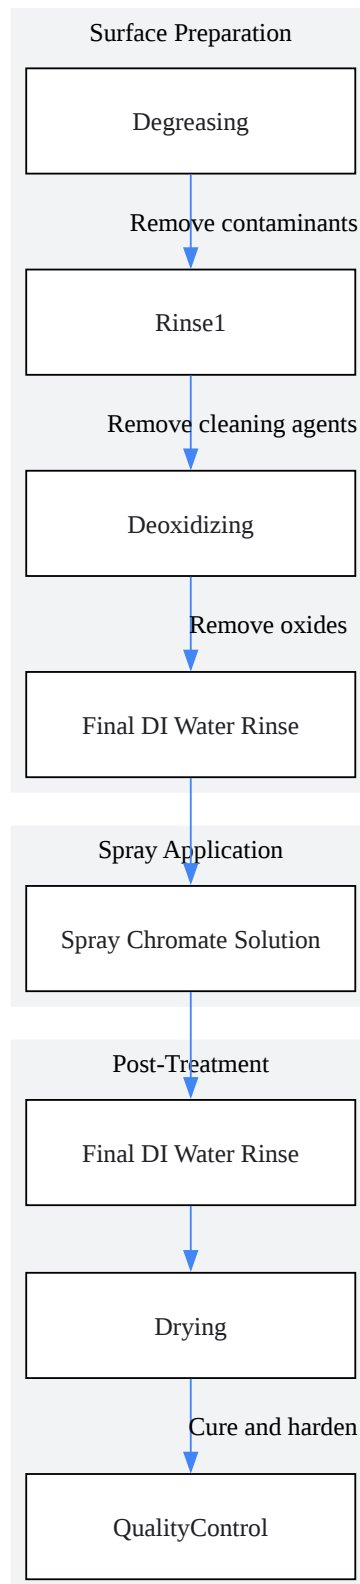 Surface Preparation
Degreasing
Remove contaminants
Rinse1
Remove cleaning agents
Deoxidizing
Remove oxides
Final DI Water Rinse
Spray Application
Spray Chromate Solution
Post-Treatment
Final DI Water Rinse
Drying
Cure and harden
QualityControl